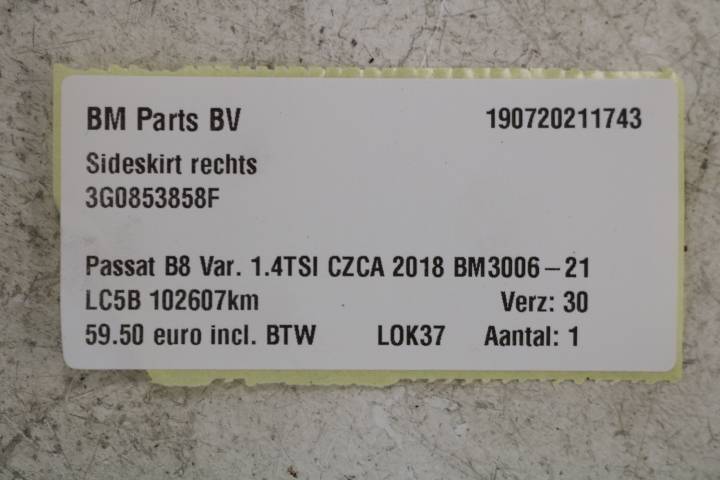 BM Parts BV 190720211743
Sideskirt rechts
3G0853858F
Passat B8 Var. 1.4TSI CZCA 2018 BM3006-21
LC5B 102607km Verz: 30
59.50 euro incl. BTW LOK37 Aantal: 1